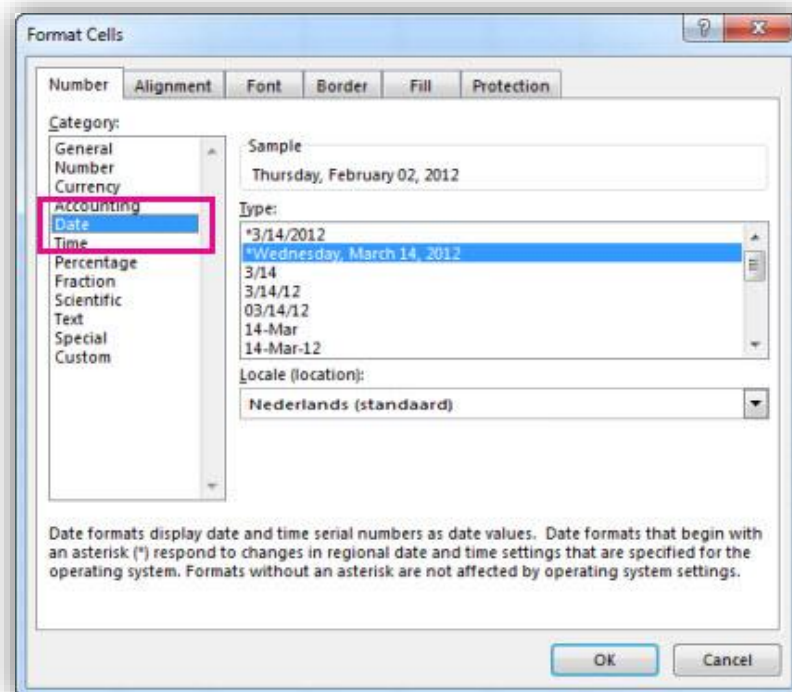 Format Cells
Number Alignment Font Border Fill Protection
Category:
General
Number
Currency
Accounting
Date
Time
Percentage
Fraction
Scientific
Text
Special
Custom
Sample
Thursday, February 02, 2012
Type:
*3/14/2012
*Wednesday, March 14, 2012
3/14
3/14/12
03/14/12
14-Mar
14-Mar-12
Locale (location):
Nederlands (standaard)
Date formats display date and time serial numbers as date values. Date formats that begin with
an asterisk (*) respond to changes in regional date and time settings that are specified for the
operating system. Formats without an asterisk are not affected by operating system settings.
OK Cancel